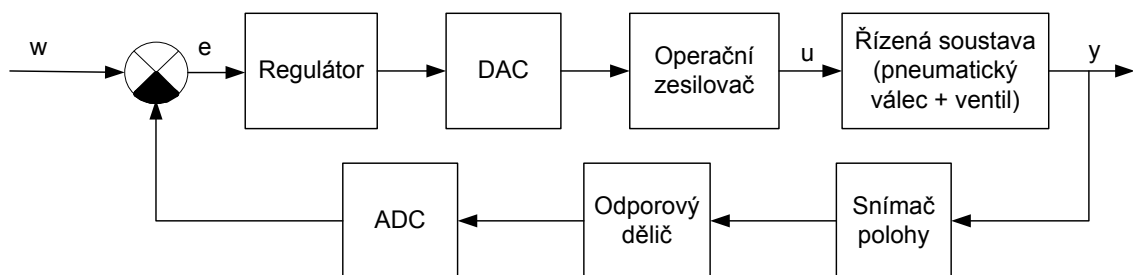 w
e
Regulátor
DAC
Operační
zesilovač
u
Řízená soustava
(pneumatický
válec + ventil)
y
ADC
Odporový
dělič
Snímač
polohy